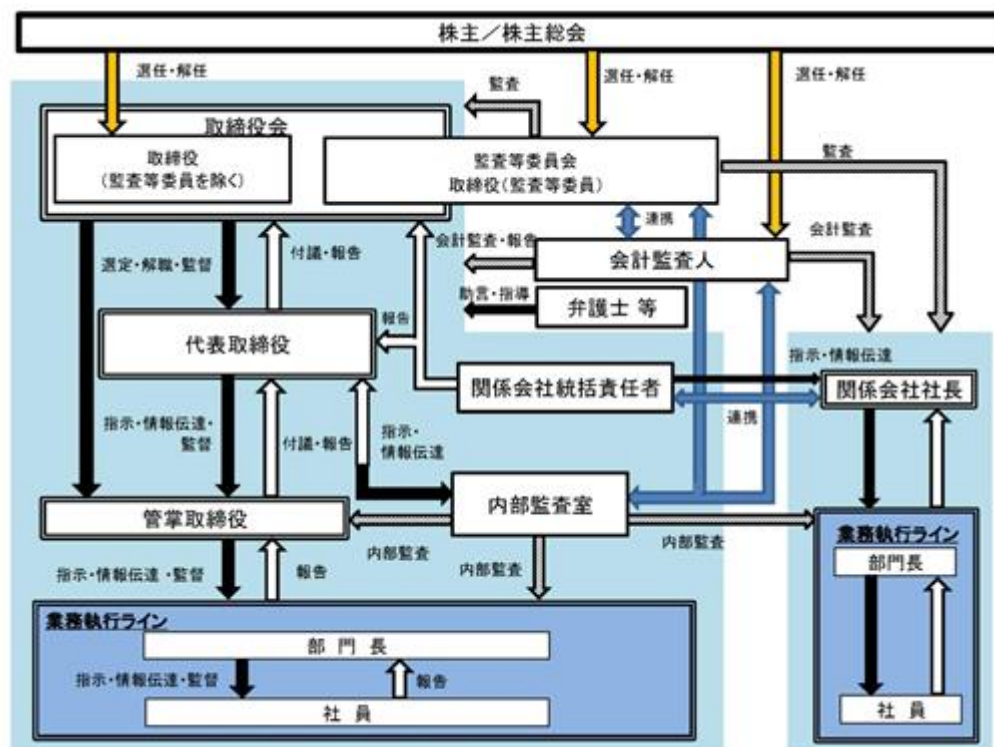 株主／株主総会
選任・解任
選任・解任
選任・解任
監査
監査
取締役会
取締役
(監査等委員を除く)
監査等委員会
取締役(監査等委員)
連携
会計監査・報告
会計監査
会計監査人
選定・解職・監督
付議・報告
助言・指導
弁護士 等
報告
代表取締役
指示・情報伝達
関係会社統括責任者
関係会社社長
連携
指示・情報伝達・
監督
付議・報告
指示・
情報伝達
内部監査室
管掌取締役
内部監査
内部監査
内部監査
指示・情報伝達・監督
報告
業務執行ライン
部門長
指示・情報伝達・監督
報告
社員
業務執行ライン
部門長
社員